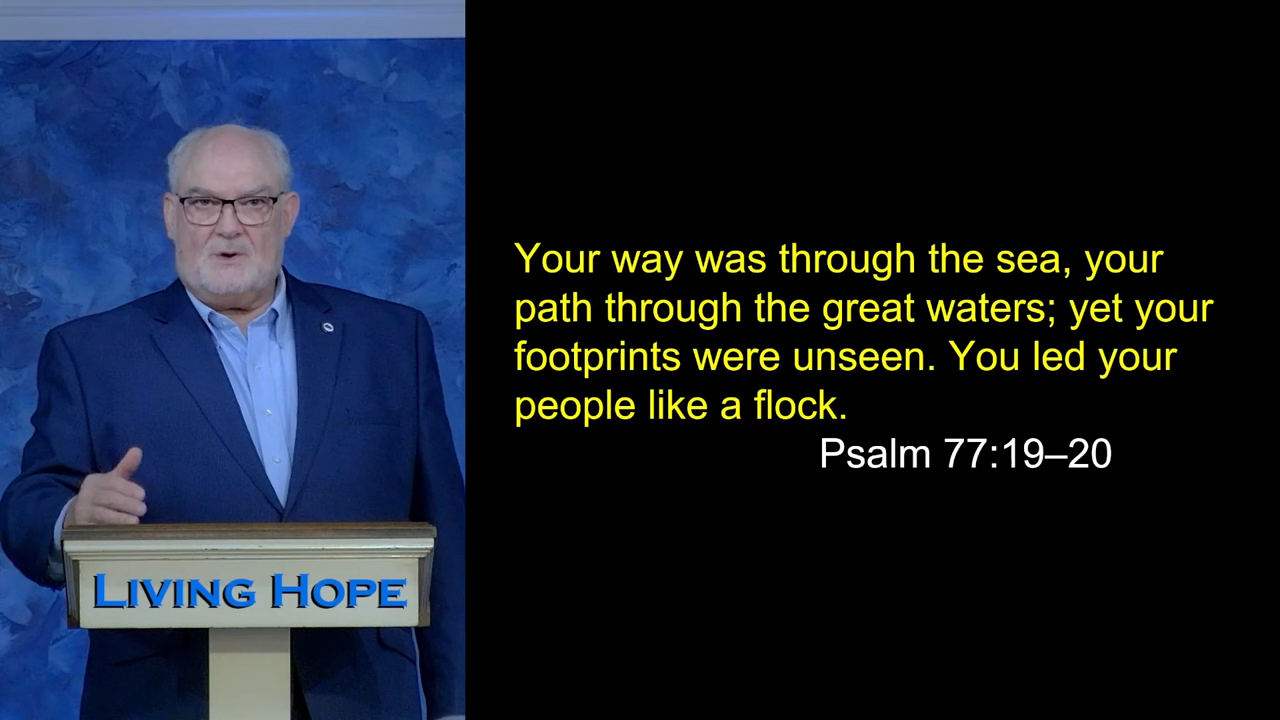 Your way was through the sea, your
path through the great waters; yet your
footprints were unseen. You led your
people like a flock.
Psalm 77:19–20
LIVING HOPE